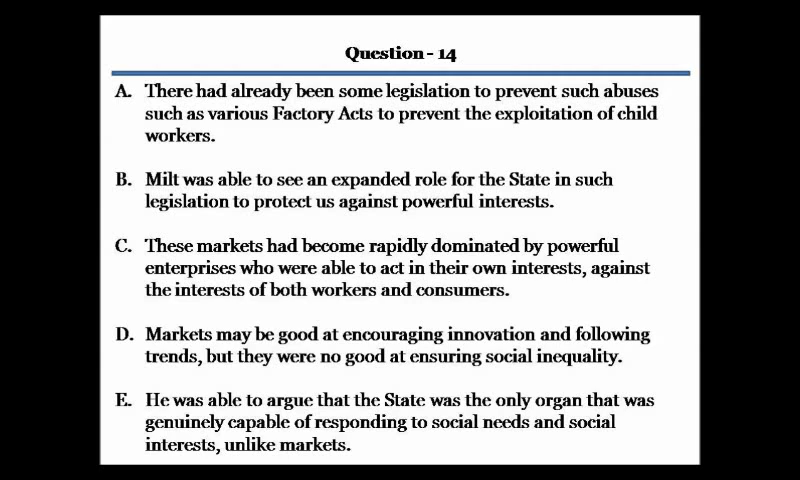 Question - 14
A. There had already been some legislation to prevent such abuses
such as various Factory Acts to prevent the exploitation of child
workers.
B. Milt was able to see an expanded role for the State in such
legislation to protect us against powerful interests.
C. These markets had become rapidly dominated by powerful
enterprises who were able to act in their own interests, against
the interests of both workers and consumers.
D. Markets may be good at encouraging innovation and following
trends, but they were no good at ensuring social inequality.
E. He was able to argue that the State was the only organ that was
genuinely capable of responding to social needs and social
interests, unlike markets.